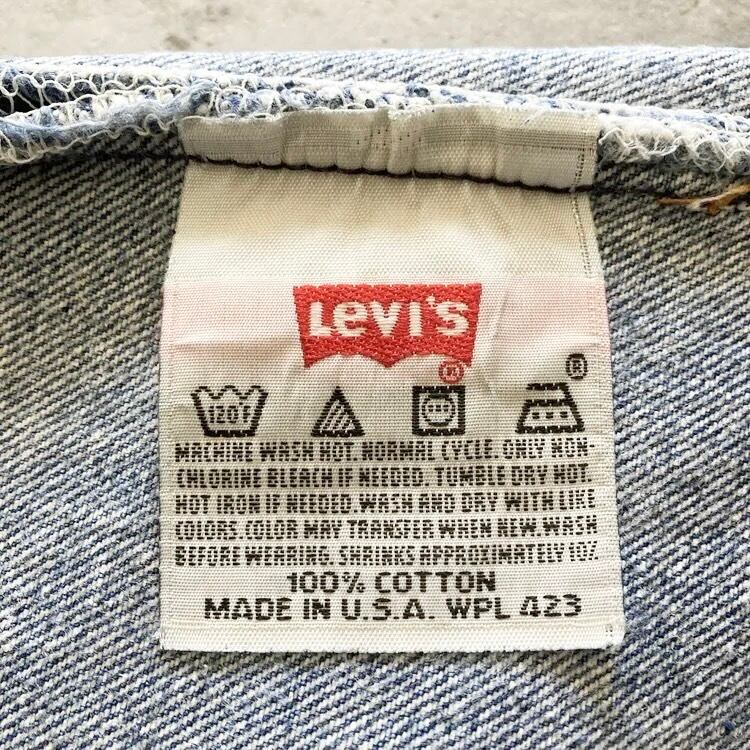 Levi's
®
®
120°F
MACHINE WASH HOT. NORMAL CYCLE. ONLY NON-
CHLORINE BLEACH IF NEEDED. TUMBLE DRY HOT.
HOT IRON IF NEEDED. WASH AND DRY WITH LIKE
COLORS. COLOR MAY TRANSFER WHEN NEW WASH
BEFORE WEARING. SHRINKS APPROXIMATELY 10%
100% COTTON
MADE IN U.S.A. WPL 423